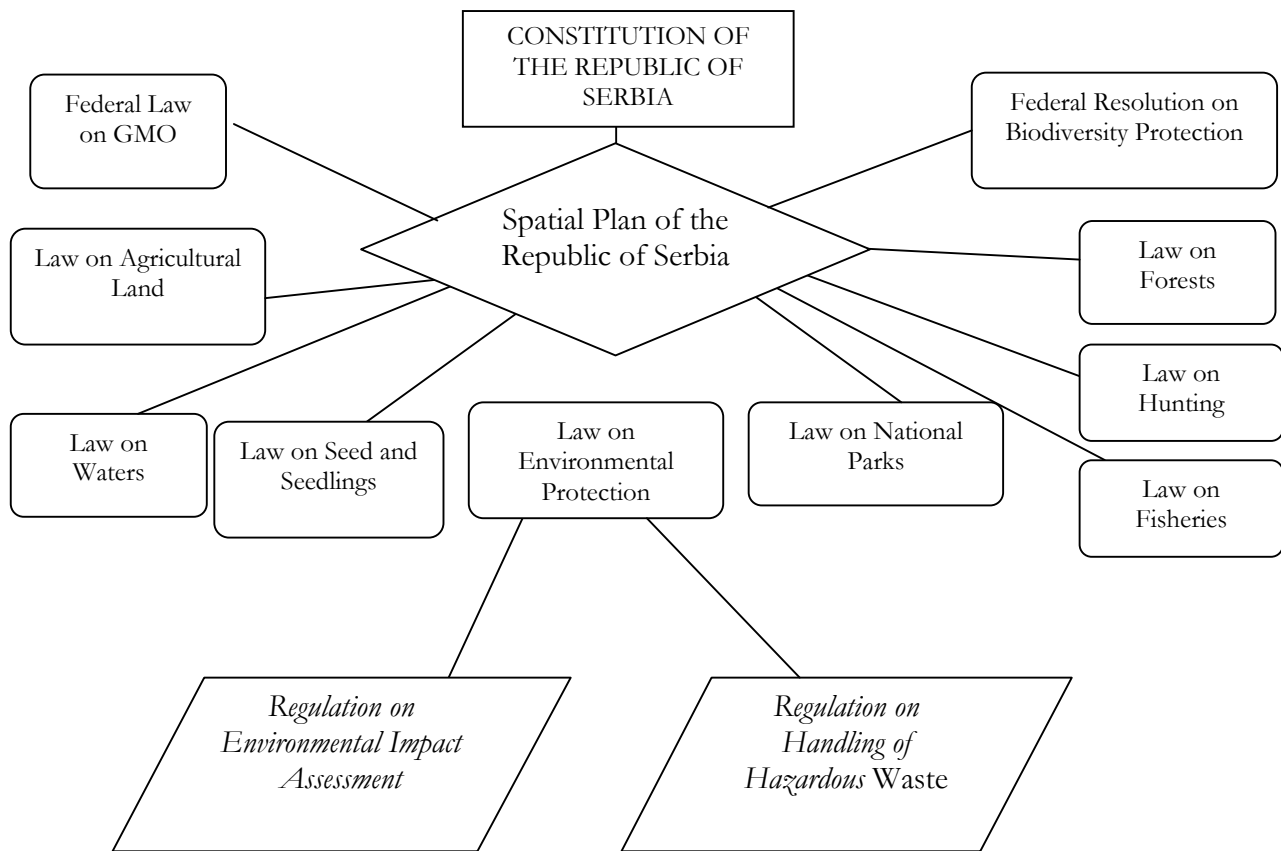 CONSTITUTION OF
THE REPUBLIC OF
SERBIA
Federal Law
on GMO
Federal Resolution on
Biodiversity Protection
Spatial Plan of the
Republic of Serbia
Law on Agricultural
Land
Law on
Forests
Law on
Hunting
Law on
Waters
Law on Seed and
Seedlings
Law on
Environmental
Protection
Law on National
Parks
Law on
Fisheries
Regulation on
Environmental Impact
Assessment
Regulation on
Handling of
Hazardous Waste